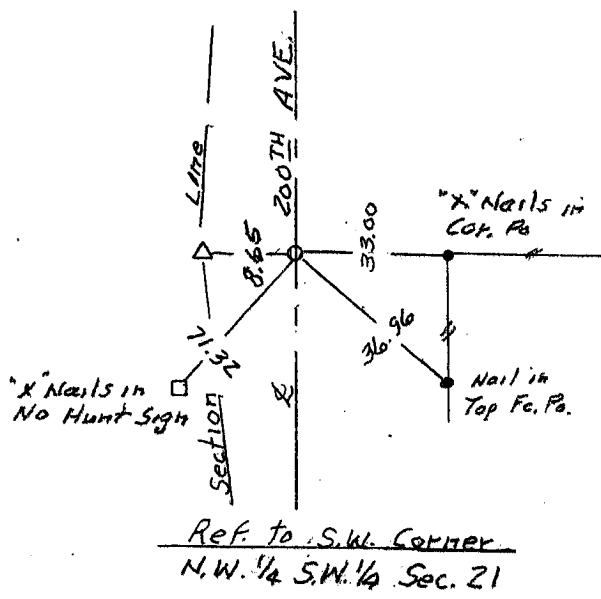 Line
200TH AVE.
"X" Nails in
Cor. Po
8.65
33.00
71.32
36.96
"X" Nails in
No Hunt Sign
Nail in
Top Fc. Po.
Section
℄
Ref. to S.W. Corner
N.W. 1/4 S.W. 1/4 Sec. 21